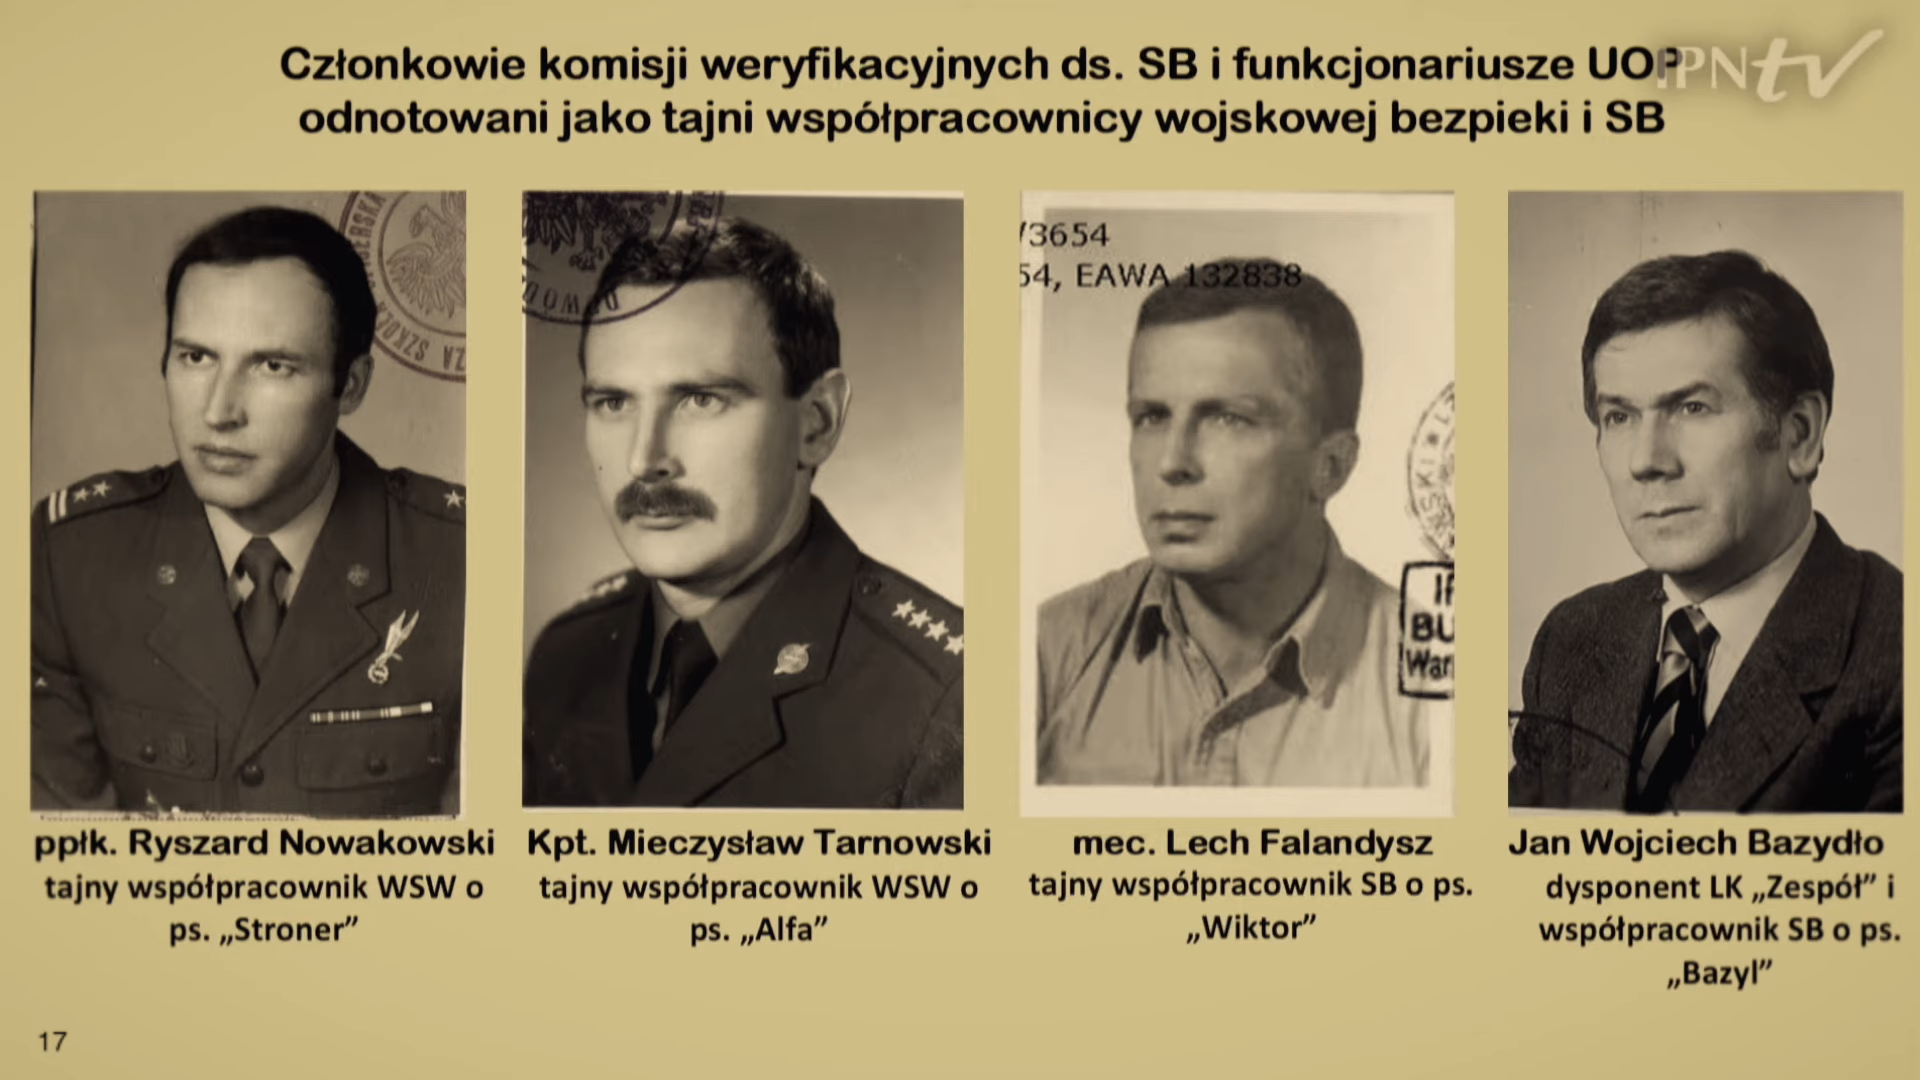 Członkowie komisji weryfikacyjnych ds. SB i funkcjonariusze UOP
odnotowani jako tajni współpracownicy wojskowej bezpieki i SB
IPNtv
/3654
54, EAWA 132838
BU
War
ppłk. Ryszard Nowakowski
tajny współpracownik WSW o
ps. „Stroner”
Kpt. Mieczysław Tarnowski
tajny współpracownik WSW o
ps. „Alfa”
mec. Lech Falandysz
tajny współpracownik SB o ps.
„Wiktor”
Jan Wojciech Bazydło
dysponent LK „Zespół” i
współpracownik SB o ps.
„Bazyl”
17